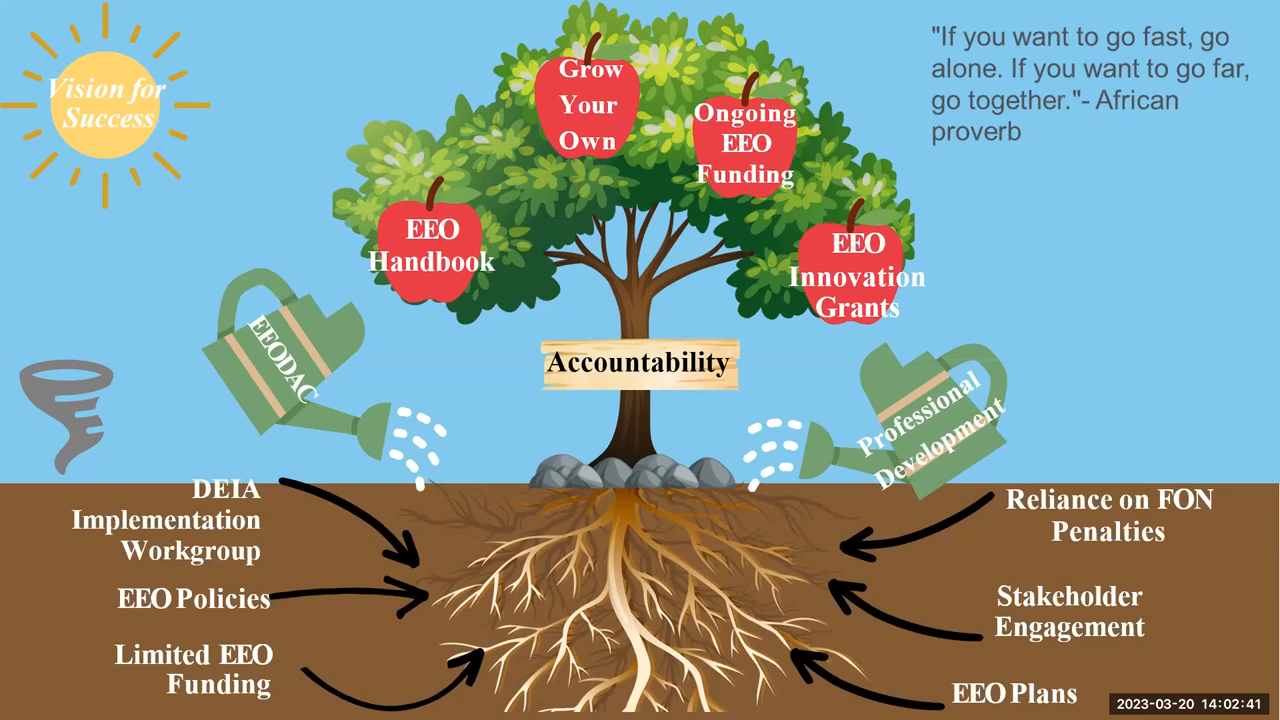 Vision for
Success
"If you want to go fast, go
alone. If you want to go far,
go together."- African
proverb
Grow
Your
Own
Ongoing
EEO
Funding
EEO
Handbook
EEO
Innovation
Grants
EEODAC
Accountability
Professional
Development
DEIA
Implementation
Workgroup
EEO Policies
Limited EEO
Funding
Reliance on FON
Penalties
Stakeholder
Engagement
EEO Plans
2023-03-20 14:02:41